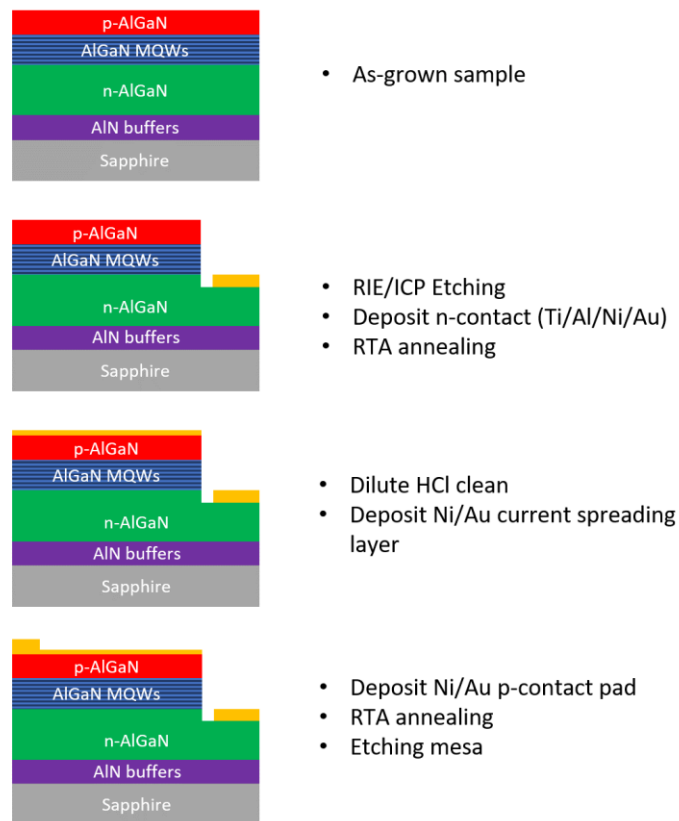 p-AlGaN
AlGaN MQWs
n-AlGaN
AlN buffers
Sapphire
• As-grown sample
p-AlGaN
AlGaN MQWs
n-AlGaN
AlN buffers
Sapphire
• RIE/ICP Etching
• Deposit n-contact (Ti/Al/Ni/Au)
• RTA annealing
p-AlGaN
AlGaN MQWs
n-AlGaN
AlN buffers
Sapphire
• Dilute HCl clean
• Deposit Ni/Au current spreading
layer
p-AlGaN
AlGaN MQWs
n-AlGaN
AlN buffers
Sapphire
• Deposit Ni/Au p-contact pad
• RTA annealing
• Etching mesa